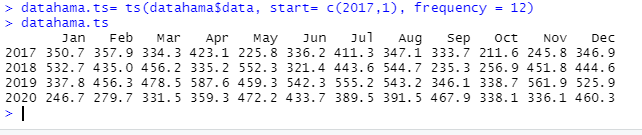 > datahama.ts= ts(datahama$data, start= c(2017,1), frequency = 12)
> datahama.ts
Jan Feb Mar Apr May Jun Jul Aug Sep Oct Nov Dec
2017 350.7 357.9 334.3 423.1 225.8 336.2 411.3 347.1 333.7 211.6 245.8 346.9
2018 532.7 435.0 456.2 335.2 552.3 321.4 443.6 544.7 235.3 256.9 451.8 444.6
2019 337.8 456.3 478.5 587.6 459.3 542.3 555.2 543.2 346.1 338.7 561.9 525.9
2020 246.7 279.7 331.5 359.3 472.2 433.7 389.5 391.5 467.9 338.1 336.1 460.3
>